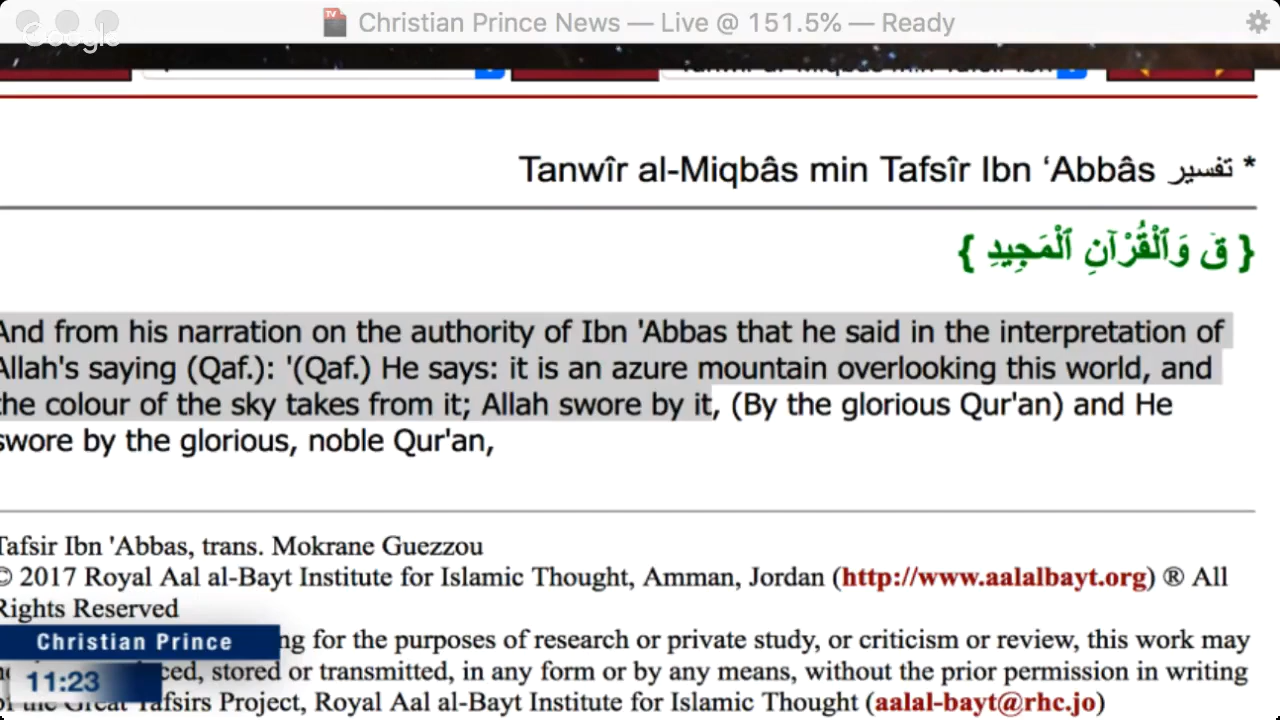 Christian Prince News — Live @ 151.5% — Ready
Google
Tanwîr al-Miqbâs min Tafsîr Ibn ‘Abbâs تفسير *
{ قۤ وَٱلْقُرْآنِ ٱلْمَجِيدِ }
And from his narration on the authority of Ibn 'Abbas that he said in the interpretation of
Allah's saying (Qaf.): '(Qaf.) He says: it is an azure mountain overlooking this world, and
the colour of the sky takes from it; Allah swore by it, (By the glorious Qur'an) and He
swore by the glorious, noble Qur'an,
Tafsir Ibn 'Abbas, trans. Mokrane Guezzou
© 2017 Royal Aal al-Bayt Institute for Islamic Thought, Amman, Jordan (http://www.aalalbayt.org) ® All
Rights Reserved
Christian Prince
ng for the purposes of research or private study, or criticism or review, this work may
11:23
ced, stored or transmitted, in any form or by any means, without the prior permission in writing
of the Great Tafsirs Project, Royal Aal al-Bayt Institute for Islamic Thought (aalal-bayt@rhc.jo)